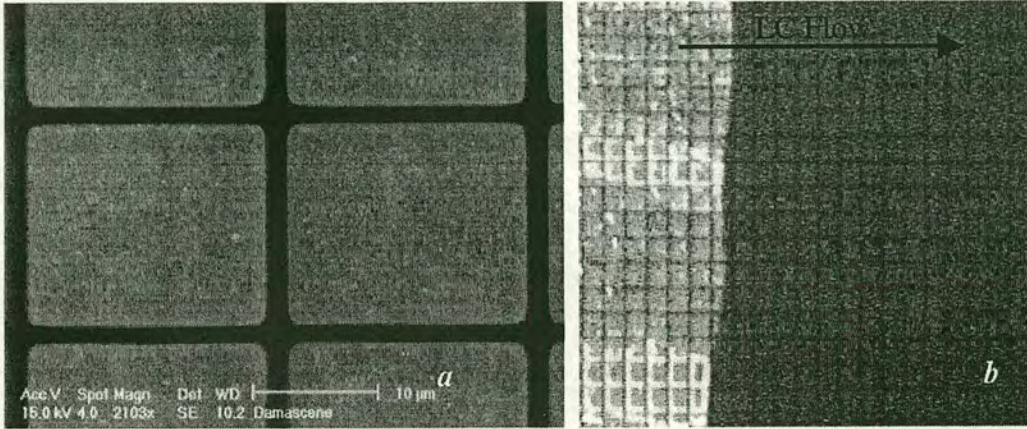 LC Flow
a
b
Acc.V Spot Magn Det WD 10 µm
15.0 kV 4.0 2103x SE 10.2 Damascene